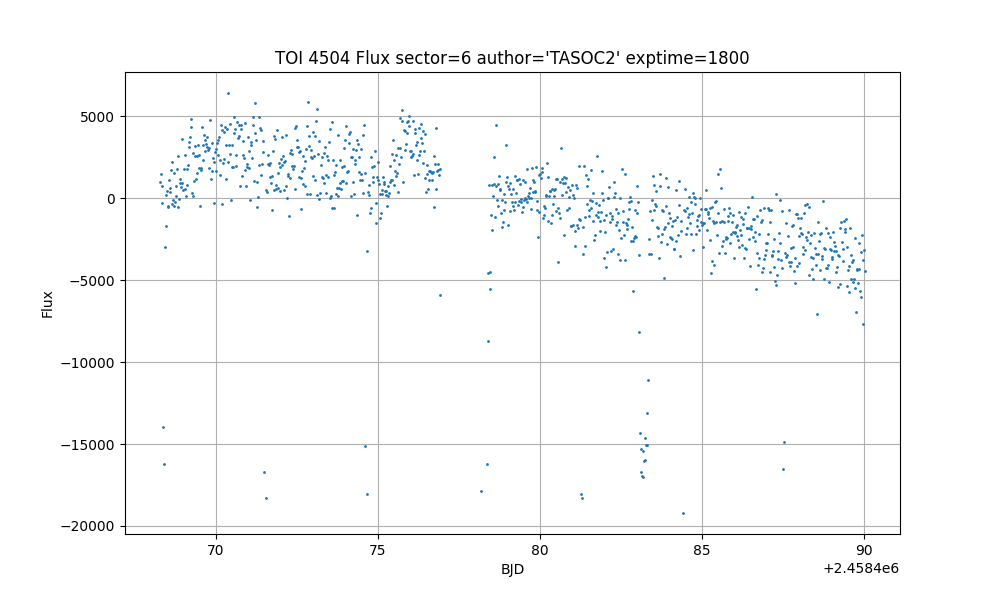 TOI 4504 Flux sector=6 author='TASOC2' exptime=1800
5000
0
−5000
−10000
−15000
−20000
Flux
70 75 80 85 90
BJD
+2.4584e6